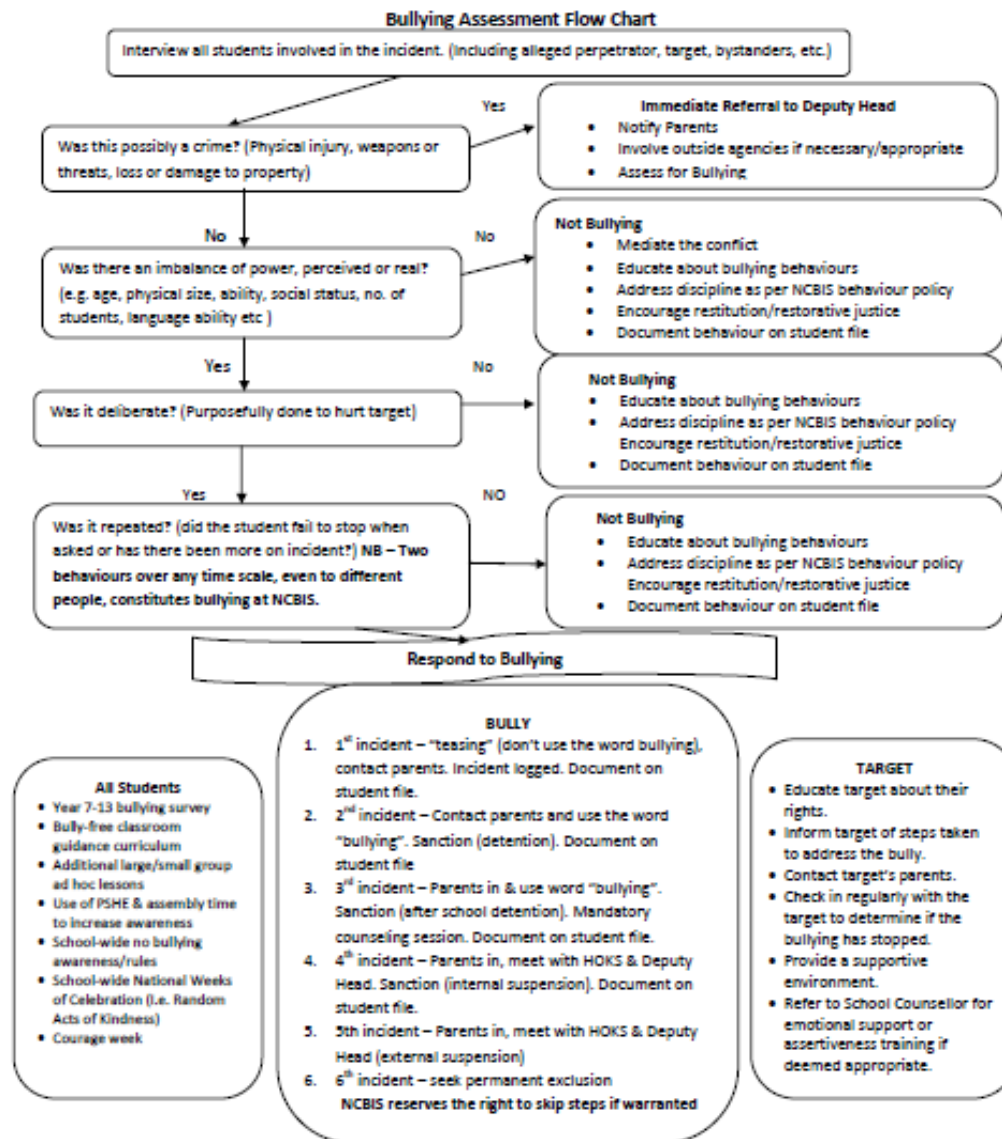 Bullying Assessment Flow Chart
Interview all students involved in the incident. (Including alleged perpetrator, target, bystanders, etc.)
Yes
Was this possibly a crime? (Physical injury, weapons or
threats, loss or damage to property)
Immediate Referral to Deputy Head
• Notify Parents
• Involve outside agencies if necessary/appropriate
• Assess for Bullying
No
No
Was there an imbalance of power, perceived or real?
(e.g. age, physical size, ability, social status, no. of
students, language ability etc )
Not Bullying
• Mediate the conflict
• Educate about bullying behaviours
• Address discipline as per NCBIS behaviour policy
• Encourage restitution/restorative justice
• Document behaviour on student file
Yes
No
Was it deliberate? (Purposefully done to hurt target)
Not Bullying
• Educate about bullying behaviours
• Address discipline as per NCBIS behaviour policy
Encourage restitution/restorative justice
• Document behaviour on student file
Yes
NO
Was it repeated? (did the student fail to stop when
asked or has there been more on incident?) NB – Two
behaviours over any time scale, even to different
people, constitutes bullying at NCBIS.
Not Bullying
• Educate about bullying behaviours
• Address discipline as per NCBIS behaviour policy
Encourage restitution/restorative justice
• Document behaviour on student file
Respond to Bullying
All Students
• Year 7-13 bullying survey
• Bully-free classroom
guidance curriculum
• Additional large/small group
ad hoc lessons
• Use of PSHE & assembly time
to increase awareness
• School-wide no bullying
awareness/rules
• School-wide National Weeks
of Celebration (I.e. Random
Acts of Kindness)
• Courage week
BULLY
1. 1st incident – "teasing" (don't use the word bullying),
contact parents. Incident logged. Document on
student file.
2. 2nd incident – Contact parents and use the word
"bullying". Sanction (detention). Document on
student file
3. 3rd incident – Parents in & use word "bullying".
Sanction (after school detention). Mandatory
counseling session. Document on student file.
4. 4th incident – Parents in, meet with HOKS & Deputy
Head. Sanction (internal suspension). Document on
student file.
5. 5th incident – Parents in, meet with HOKS & Deputy
Head (external suspension)
6. 6th incident – seek permanent exclusion
NCBIS reserves the right to skip steps if warranted
TARGET
• Educate target about their
rights.
• Inform target of steps taken
to address the bully.
• Contact target's parents.
• Check in regularly with the
target to determine if the
bullying has stopped.
• Provide a supportive
environment.
• Refer to School Counsellor for
emotional support or
assertiveness training if
deemed appropriate.